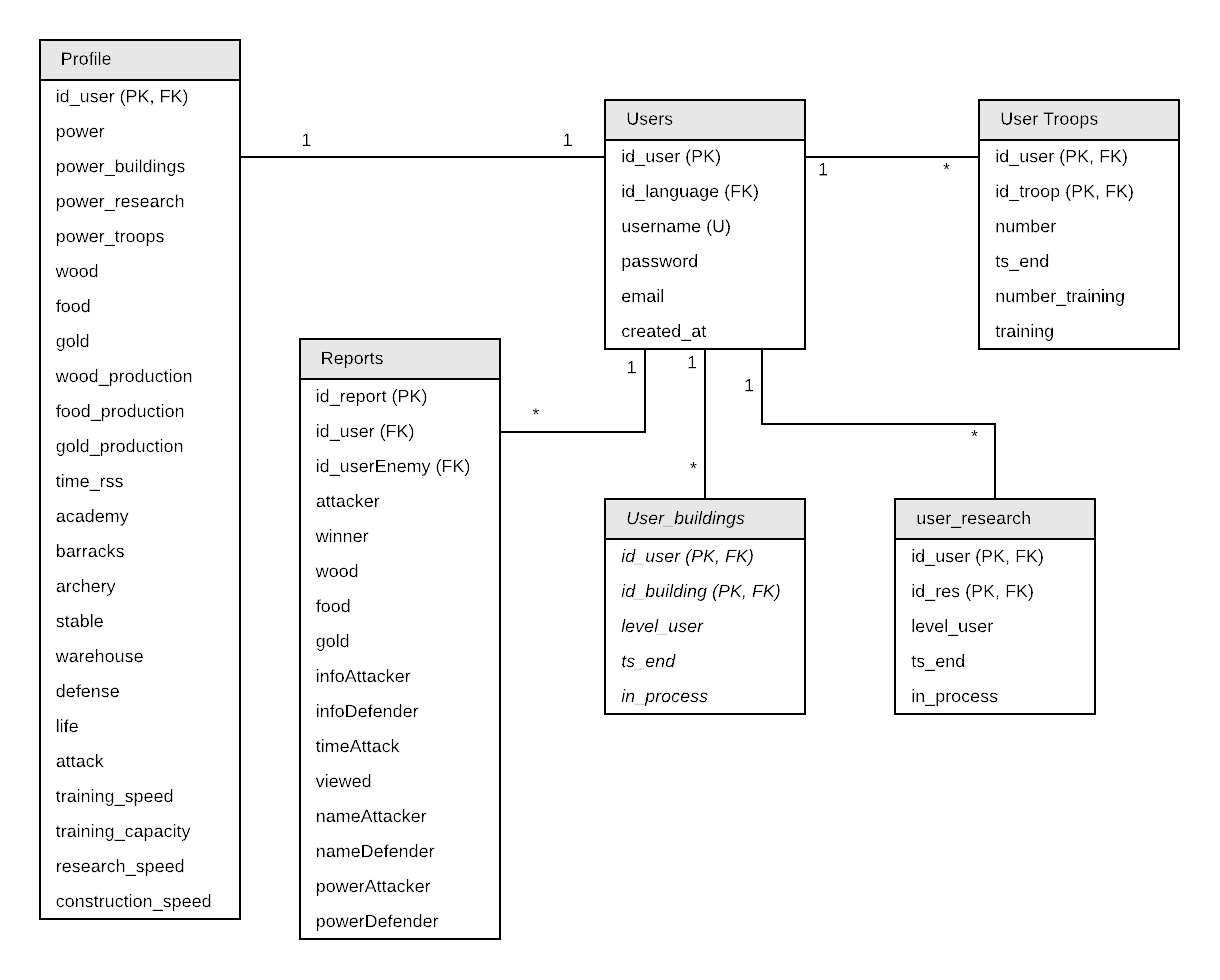 Profile
id_user (PK, FK)
power
power_buildings
power_research
power_troops
wood
food
gold
wood_production
food_production
gold_production
time_rss
academy
barracks
archery
stable
warehouse
defense
life
attack
training_speed
training_capacity
research_speed
construction_speed
1
1
Users
id_user (PK)
id_language (FK)
username (U)
password
email
created_at
1
*
User Troops
id_user (PK, FK)
id_troop (PK, FK)
number
ts_end
number_training
training
Reports
id_report (PK)
id_user (FK)
id_userEnemy (FK)
attacker
winner
wood
food
gold
infoAttacker
infoDefender
timeAttack
viewed
nameAttacker
nameDefender
powerAttacker
powerDefender
1
*
1
*
User_buildings
id_user (PK, FK)
id_building (PK, FK)
level_user
ts_end
in_process
1
*
user_research
id_user (PK, FK)
id_res (PK, FK)
level_user
ts_end
in_process